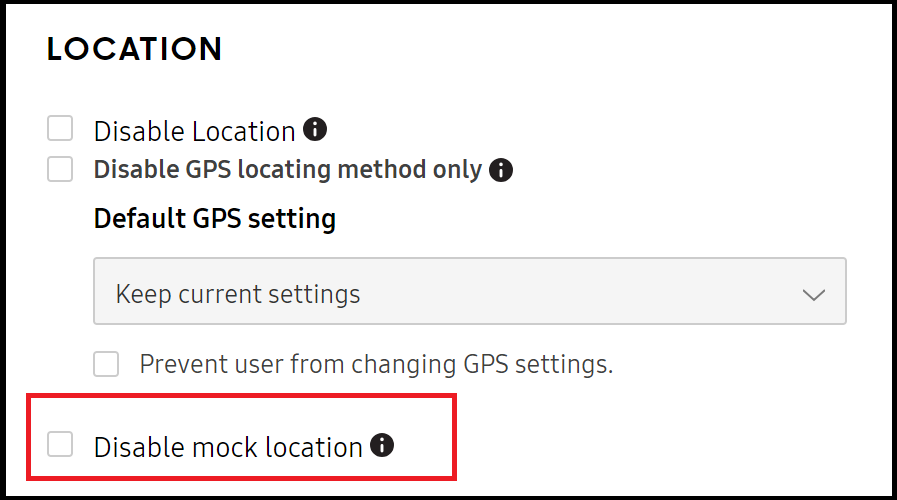 LOCATION
Disable Location
Disable GPS locating method only
Default GPS setting
Keep current settings
Prevent user from changing GPS settings.
Disable mock location